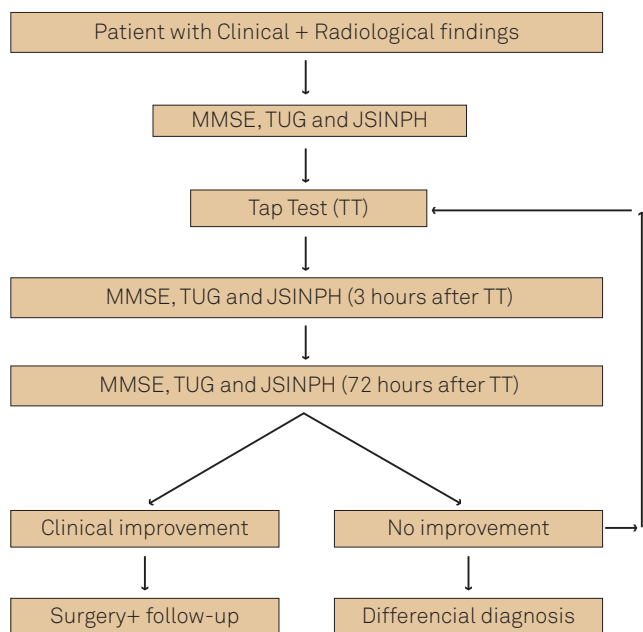 Patient with Clinical + Radiological findings
MMSE, TUG and JSINPH
Tap Test (TT)
MMSE, TUG and JSINPH (3 hours after TT)
MMSE, TUG and JSINPH (72 hours after TT)
Clinical improvement
No improvement
Surgery+ follow-up
Differencial diagnosis